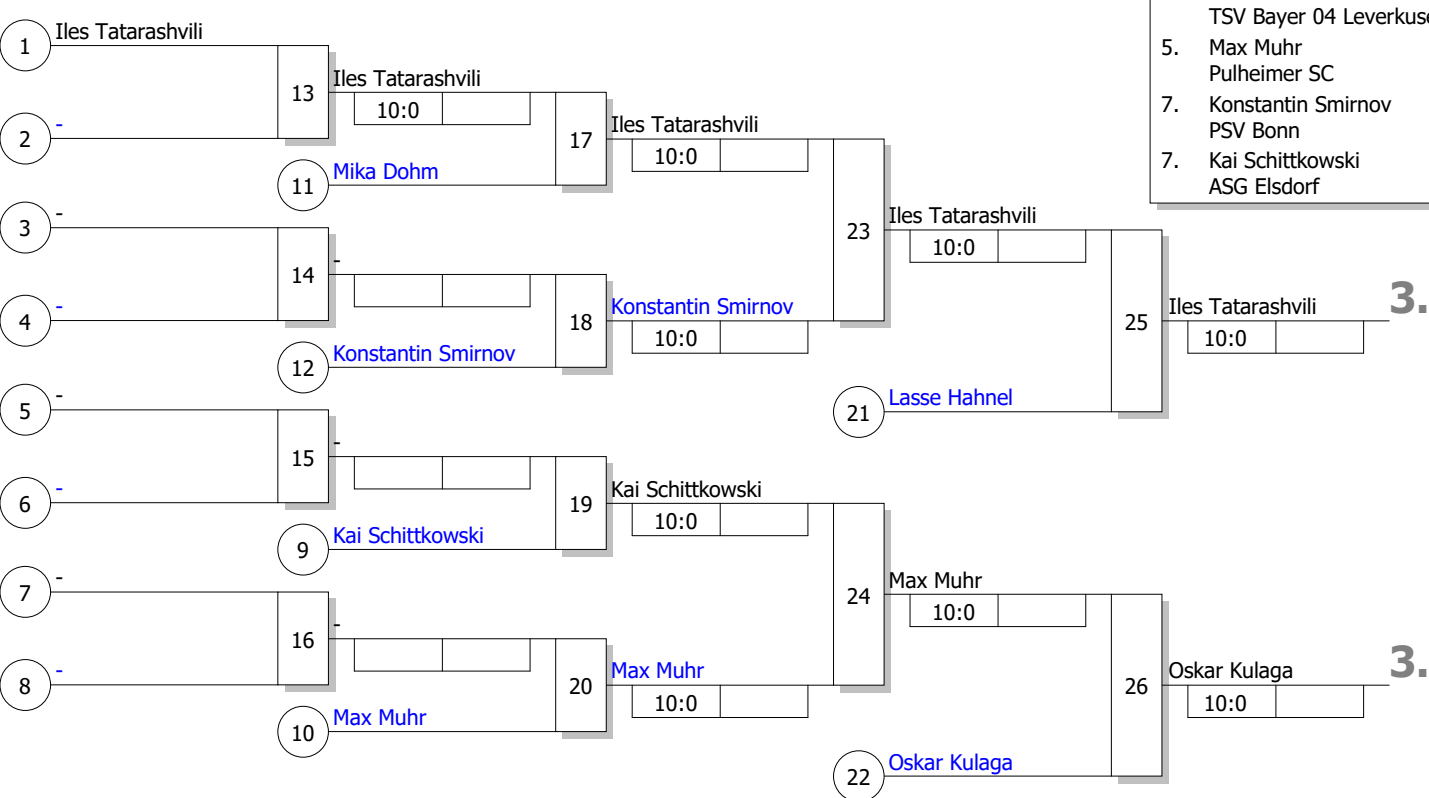 TSV Bayer 04 Leverkuse
5. Max Muhr
Pulheimer SC
7. Konstantin Smirnov
PSV Bonn
7. Kai Schittkowski
ASG Elsdorf
1 Iles Tatarashvili
13 Iles Tatarashvili
10:0
2 -
17 Iles Tatarashvili
10:0
11 Mika Dohm
3 -
23 Iles Tatarashvili
10:0
14 -
4 -
18 Konstantin Smirnov
10:0
12 Konstantin Smirnov
25 Iles Tatarashvili 3.
10:0
21 Lasse Hahnel
5 -
15 -
6 -
19 Kai Schittkowski
10:0
9 Kai Schittkowski
7 -
24 Max Muhr
10:0
16 -
8 -
20 Max Muhr
10:0
10 Max Muhr
26 Oskar Kulaga 3.
10:0
22 Oskar Kulaga